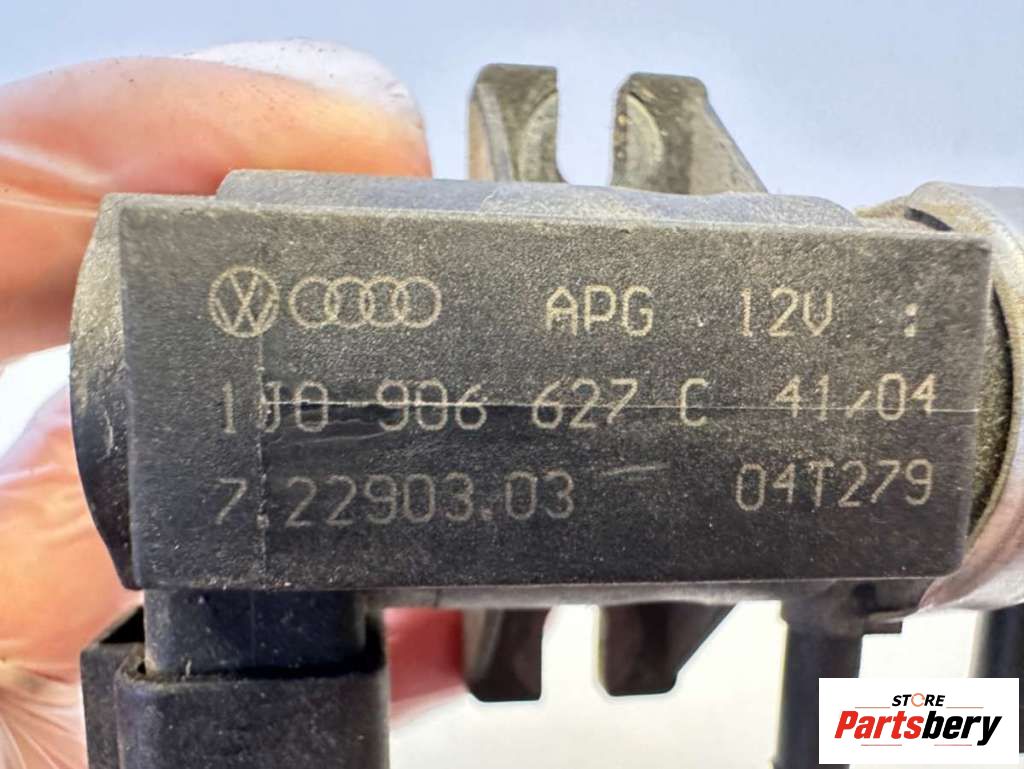 APG 12V :
1J0 906 627 C 41/04
7.22903.03 04T279
STORE
Partsbery